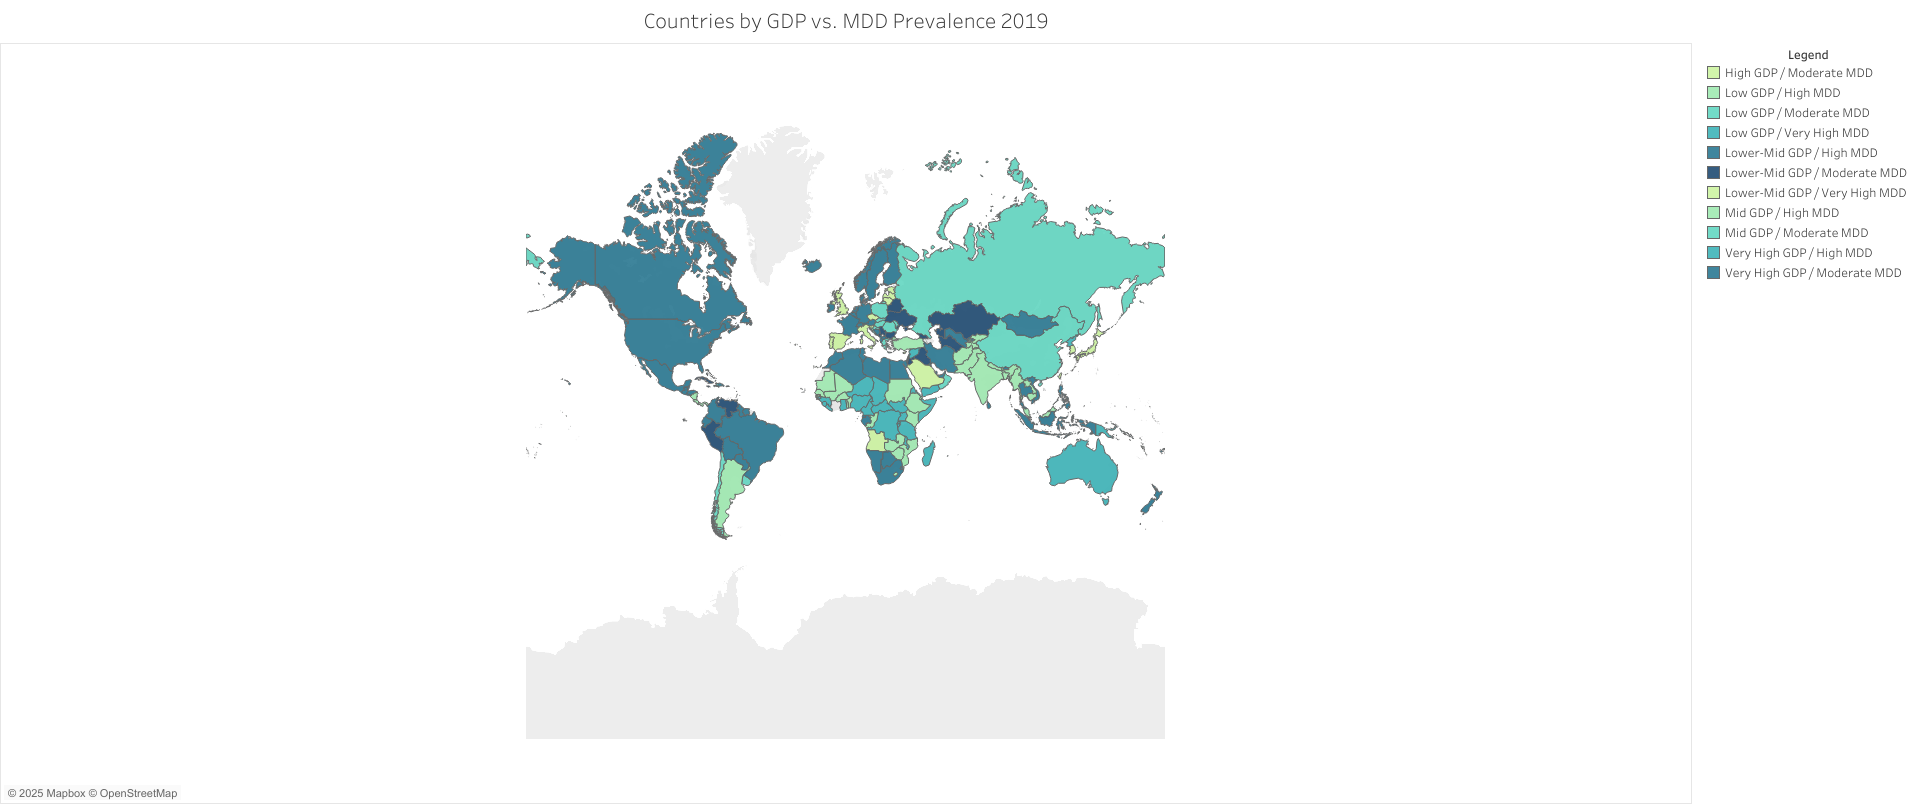 Countries by GDP vs. MDD Prevalence 2019
Legend
High GDP / Moderate MDD
Low GDP / High MDD
Low GDP / Moderate MDD
Low GDP / Very High MDD
Lower-Mid GDP / High MDD
Lower-Mid GDP / Moderate MDD
Lower-Mid GDP / Very High MDD
Mid GDP / High MDD
Mid GDP / Moderate MDD
Very High GDP / High MDD
Very High GDP / Moderate MDD
© 2025 Mapbox © OpenStreetMap